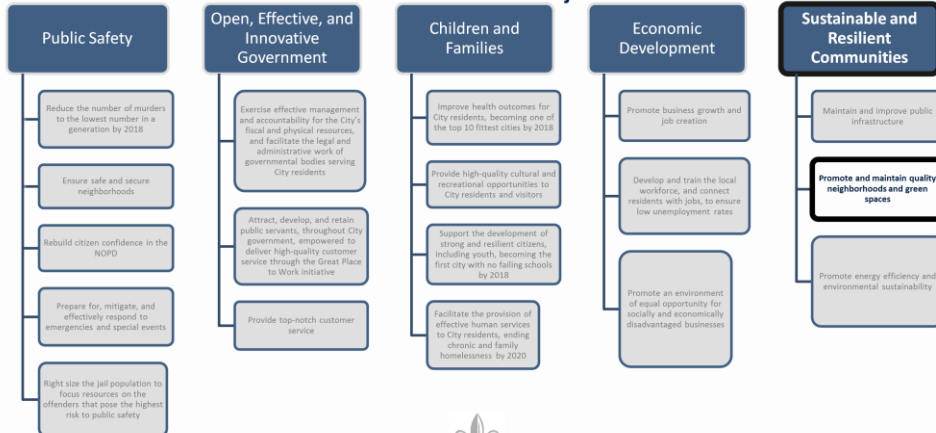 Public Safety
Reduce the number of murders
to the lowest number in a
generation by 2018
Ensure safe and secure
neighborhoods
Rebuild citizen confidence in the
NOPD
Prepare for, mitigate, and
effectively respond to
emergencies and special events
Right size the jail population to
focus resources on the
offenders that pose the highest
risk to public safety
Open, Effective, and
Innovative
Government
Exercise effective management
and accountability for the City's
fiscal and physical resources,
and facilitate the legal and
administrative work of
governmental bodies serving
City residents
Attract, develop, and retain
public servants, throughout City
government, empowered to
deliver high-quality customer
service through the Great Place
to Work initiative
Provide top-notch customer
service
Children and
Families
Improve health outcomes for
City residents, becoming one of
the top 10 fittest cities by 2018
Provide high-quality cultural and
recreational opportunities to
City residents and visitors
Support the development of
strong and resilient citizens,
including youth, becoming the
first city with no failing schools
by 2018
Facilitate the provision of
effective human services
to City residents, ending
chronic and family
homelessness by 2020
Economic
Development
Promote business growth and
job creation
Develop and train the local
workforce, and connect
residents with jobs, to ensure
low unemployment rates
Promote an environment
of equal opportunity for
socially and economically
disadvantaged businesses
Sustainable and
Resilient
Communities
Maintain and improve public
infrastructure
Promote and maintain quality
neighborhoods and green
spaces
Promote energy efficiency and
environmental sustainability